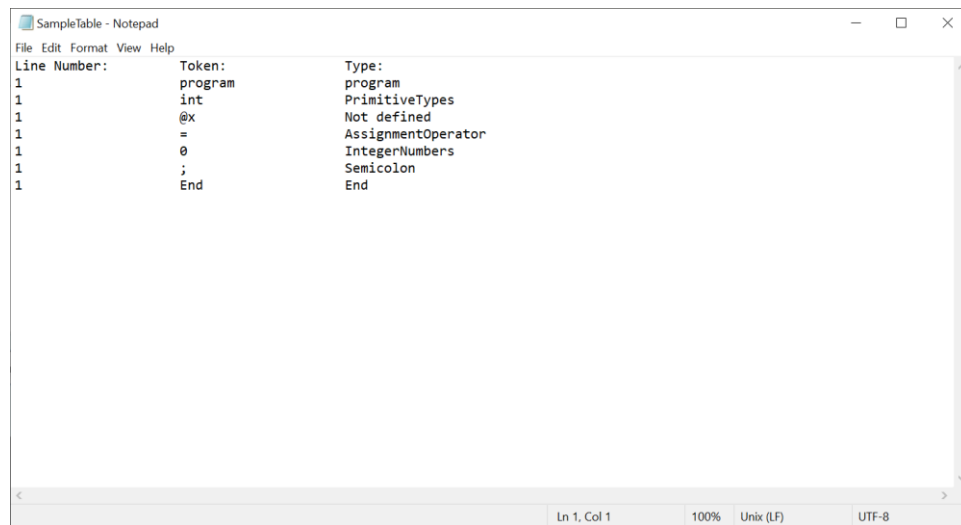 SampleTable - Notepad
File Edit Format View Help
Line Number: Token: Type:
1 program program
1 int PrimitiveTypes
1 @x Not defined
1 = AssignmentOperator
1 0 IntegerNumbers
1 ; Semicolon
1 End End
Ln 1, Col 1 100% Unix (LF) UTF-8